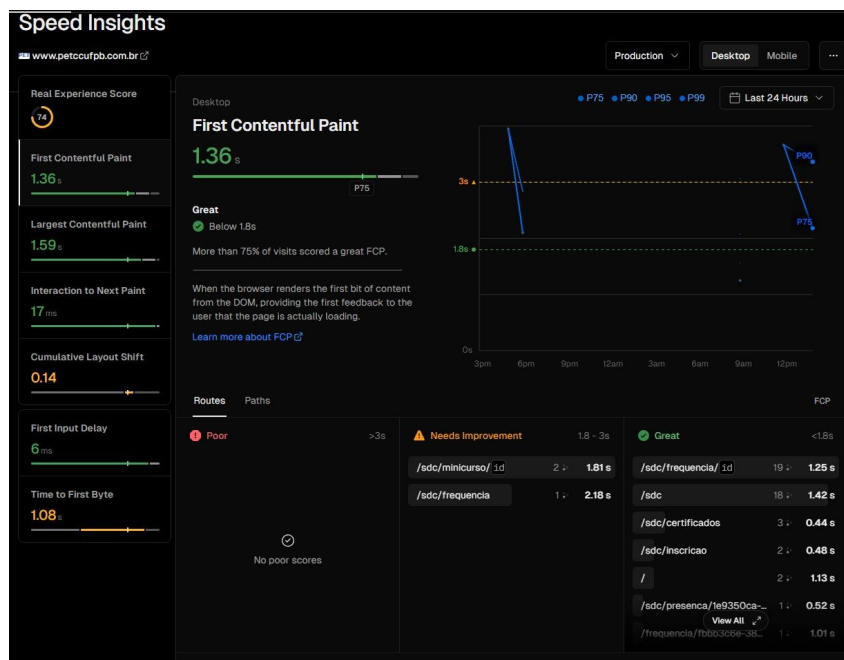 Speed Insights
www.petccufpb.com.br
Production
Desktop
Mobile
...
Real Experience Score
74
First Contentful Paint
1.36 s
Largest Contentful Paint
1.59 s
Interaction to Next Paint
17 ms
Cumulative Layout Shift
0.14
First Input Delay
6 ms
Time to First Byte
1.08 s
Desktop
First Contentful Paint
1.36 s
P75
Great
Below 1.8s
More than 75% of visits scored a great FCP.
When the browser renders the first bit of content
from the DOM, providing the first feedback to the
user that the page is actually loading.
Learn more about FCP
P75 P90 P95 P99
Last 24 Hours
P90
3s
P75
1.8s
0s
3pm 6pm 9pm 12am 3am 6am 9am 12pm
Routes Paths
FCP
Poor >3s
No poor scores
Needs Improvement 1.8 - 3s
/sdc/minicurso/ id 2 1.81 s
/sdc/frequencia 1 2.18 s
Great <1.8s
/sdc/frequencia/ id 19 1.25 s
/sdc 18 1.42 s
/sdc/certificados 3 0.44 s
/sdc/inscricao 2 0.48 s
/ 2 1.13 s
/sdc/presenca/1e9350ca-... 1 0.52 s
View All
/frequencia/fbbb3c6e-38... 1 1.01 s